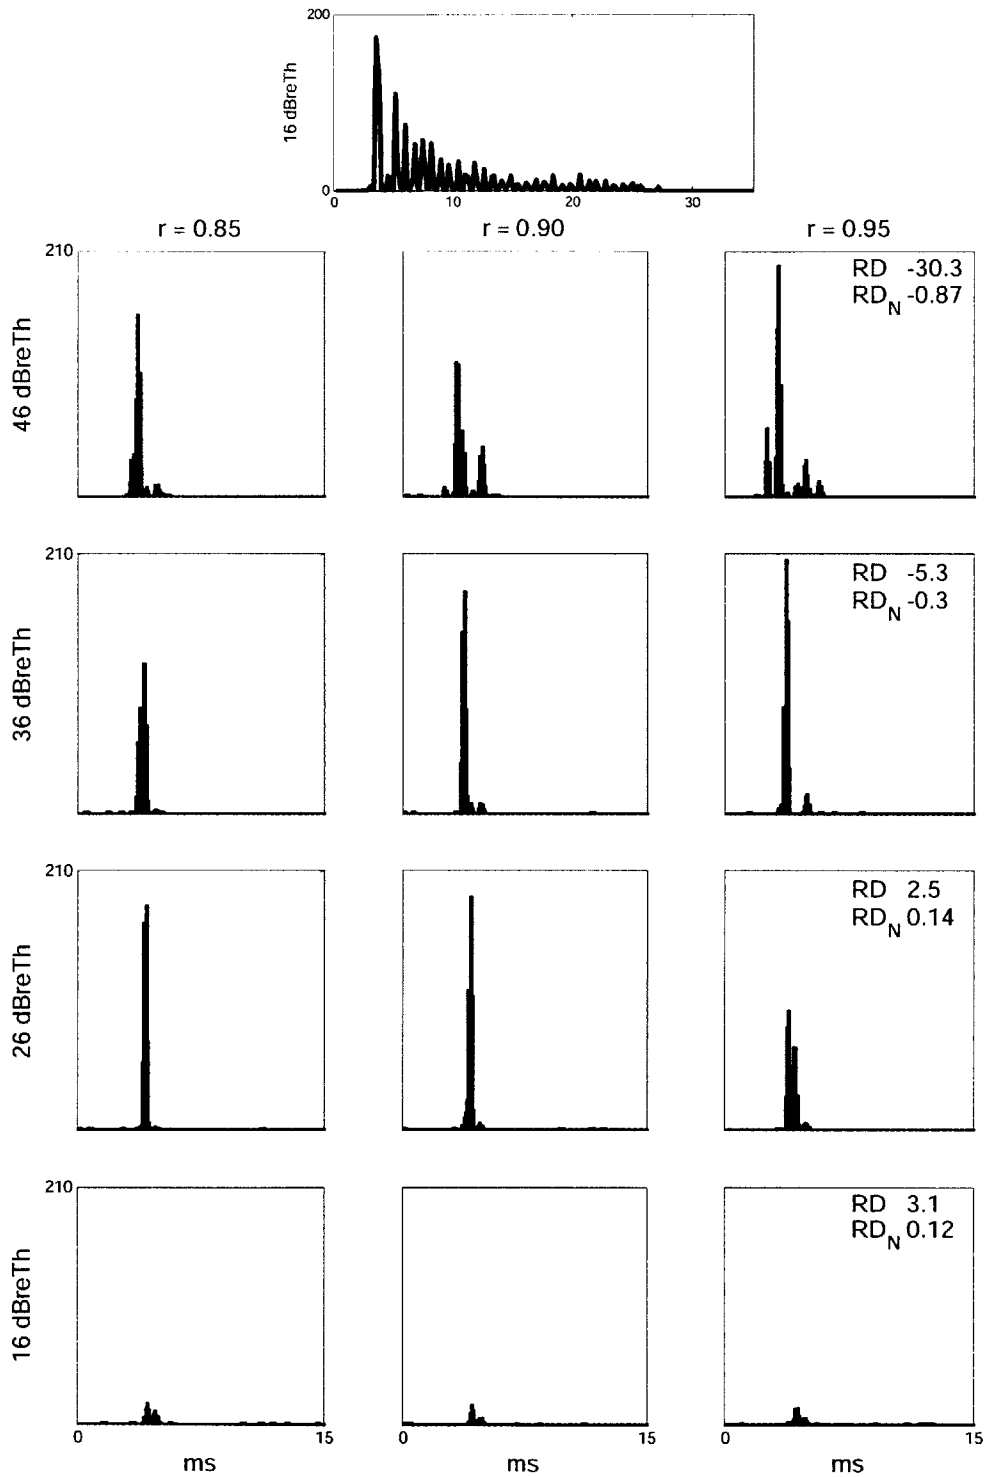 200
16 dBreTh
0
0 10 20 30
r = 0.85 r = 0.90 r = 0.95
210
46 dBreTh
RD -30.3
RDN -0.87
210
36 dBreTh
RD -5.3
RDN -0.3
210
26 dBreTh
RD 2.5
RDN 0.14
210
16 dBreTh
RD 3.1
RDN 0.12
0 15 0 15 0 15
ms ms ms